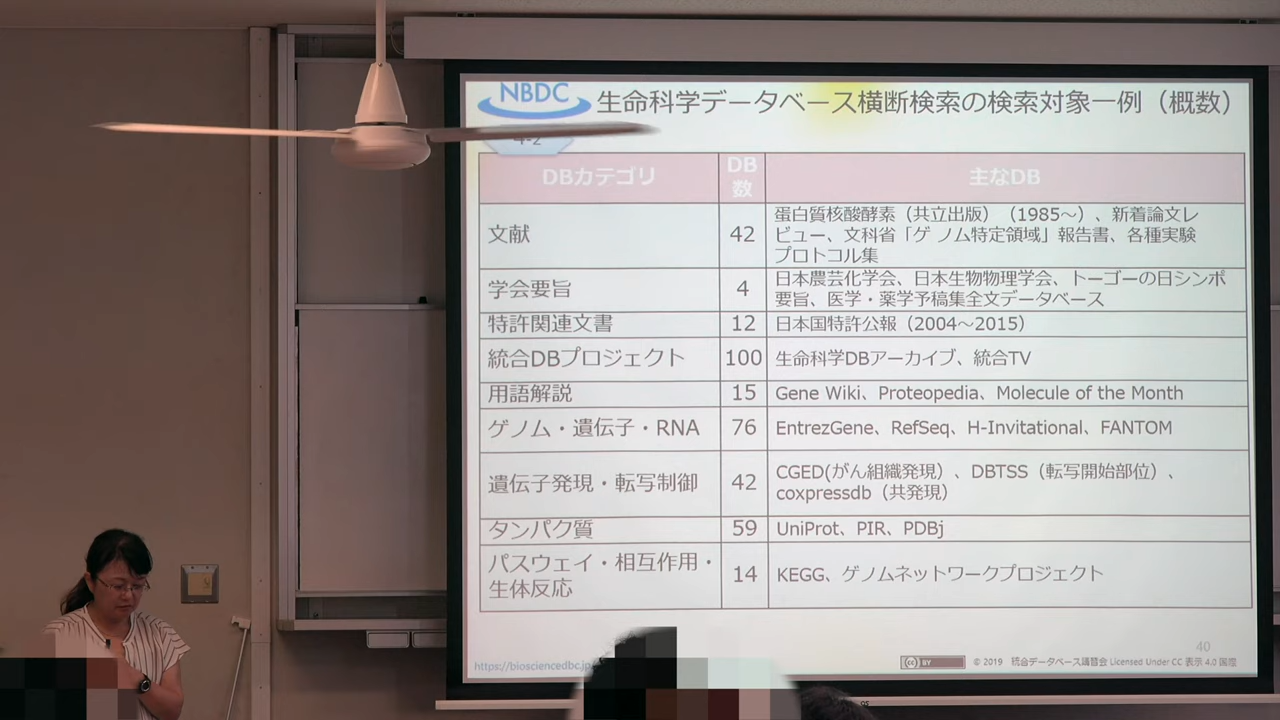 NBDC
生命科学データベース横断検索の検索対象一例（概数）
4-2
DBカテゴリ
DB
数
主なDB
文献
42
蛋白質核酸酵素（共立出版）（1985～）、新着論文レ
ビュー、文科省「ゲ ノム特定領域」報告書、各種実験
プロトコル集
学会要旨
4
日本農芸化学会、日本生物物理学会、トーゴーの日シンポ
要旨、医学・薬学予稿集全文データベース
特許関連文書
12
日本国特許公報（2004～2015）
統合DBプロジェクト
100
生命科学DBアーカイブ、統合TV
用語解説
15
Gene Wiki、Proteopedia、Molecule of the Month
ゲノム・遺伝子・RNA
76
EntrezGene、RefSeq、H-Invitational、FANTOM
遺伝子発現・転写制御
42
CGED(がん組織発現）、DBTSS（転写開始部位）、
coxpressdb（共発現）
タンパク質
59
UniProt、PIR、PDBj
パスウェイ・相互作用・
生体反応
14
KEGG、ゲノムネットワークプロジェクト
40
https://biosciencedbc.jp/
cc BY
© 2019 統合データベース講習会 Licensed Under CC 表示 4.0 国際